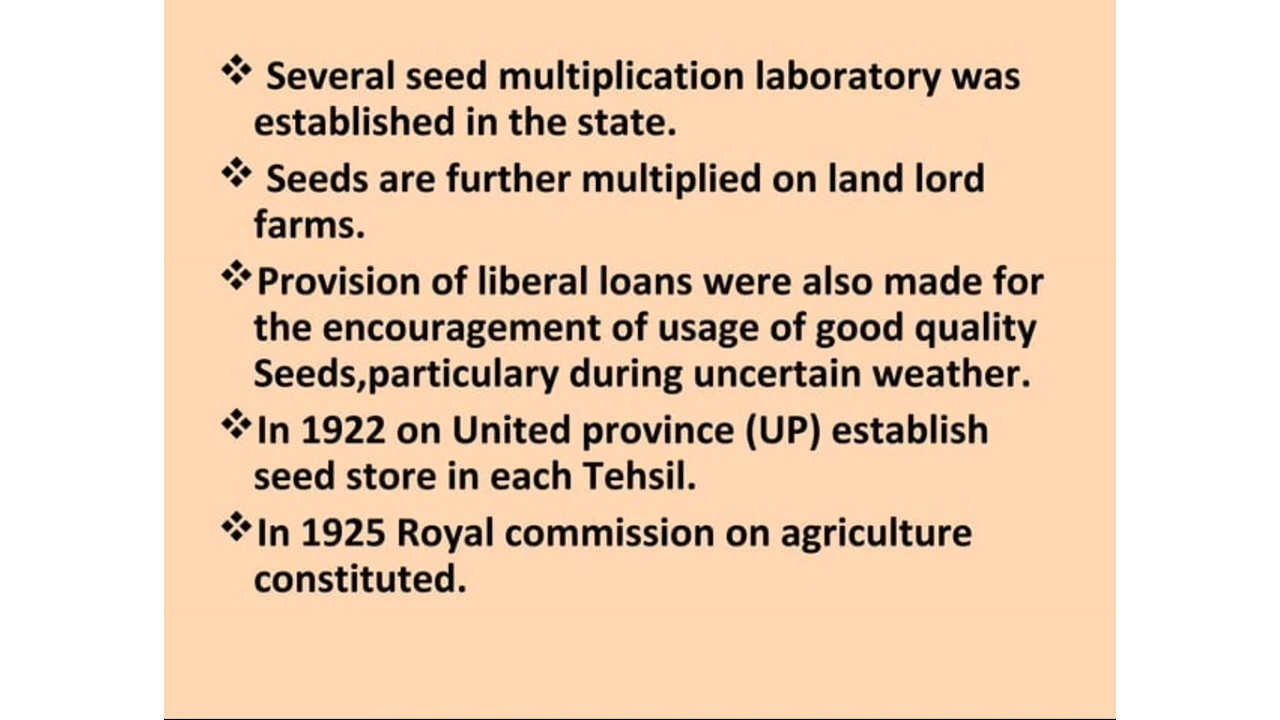 ❖ Several seed multiplication laboratory was
established in the state.
❖ Seeds are further multiplied on land lord
farms.
❖Provision of liberal loans were also made for
the encouragement of usage of good quality
Seeds,particulary during uncertain weather.
❖In 1922 on United province (UP) establish
seed store in each Tehsil.
❖In 1925 Royal commission on agriculture
constituted.